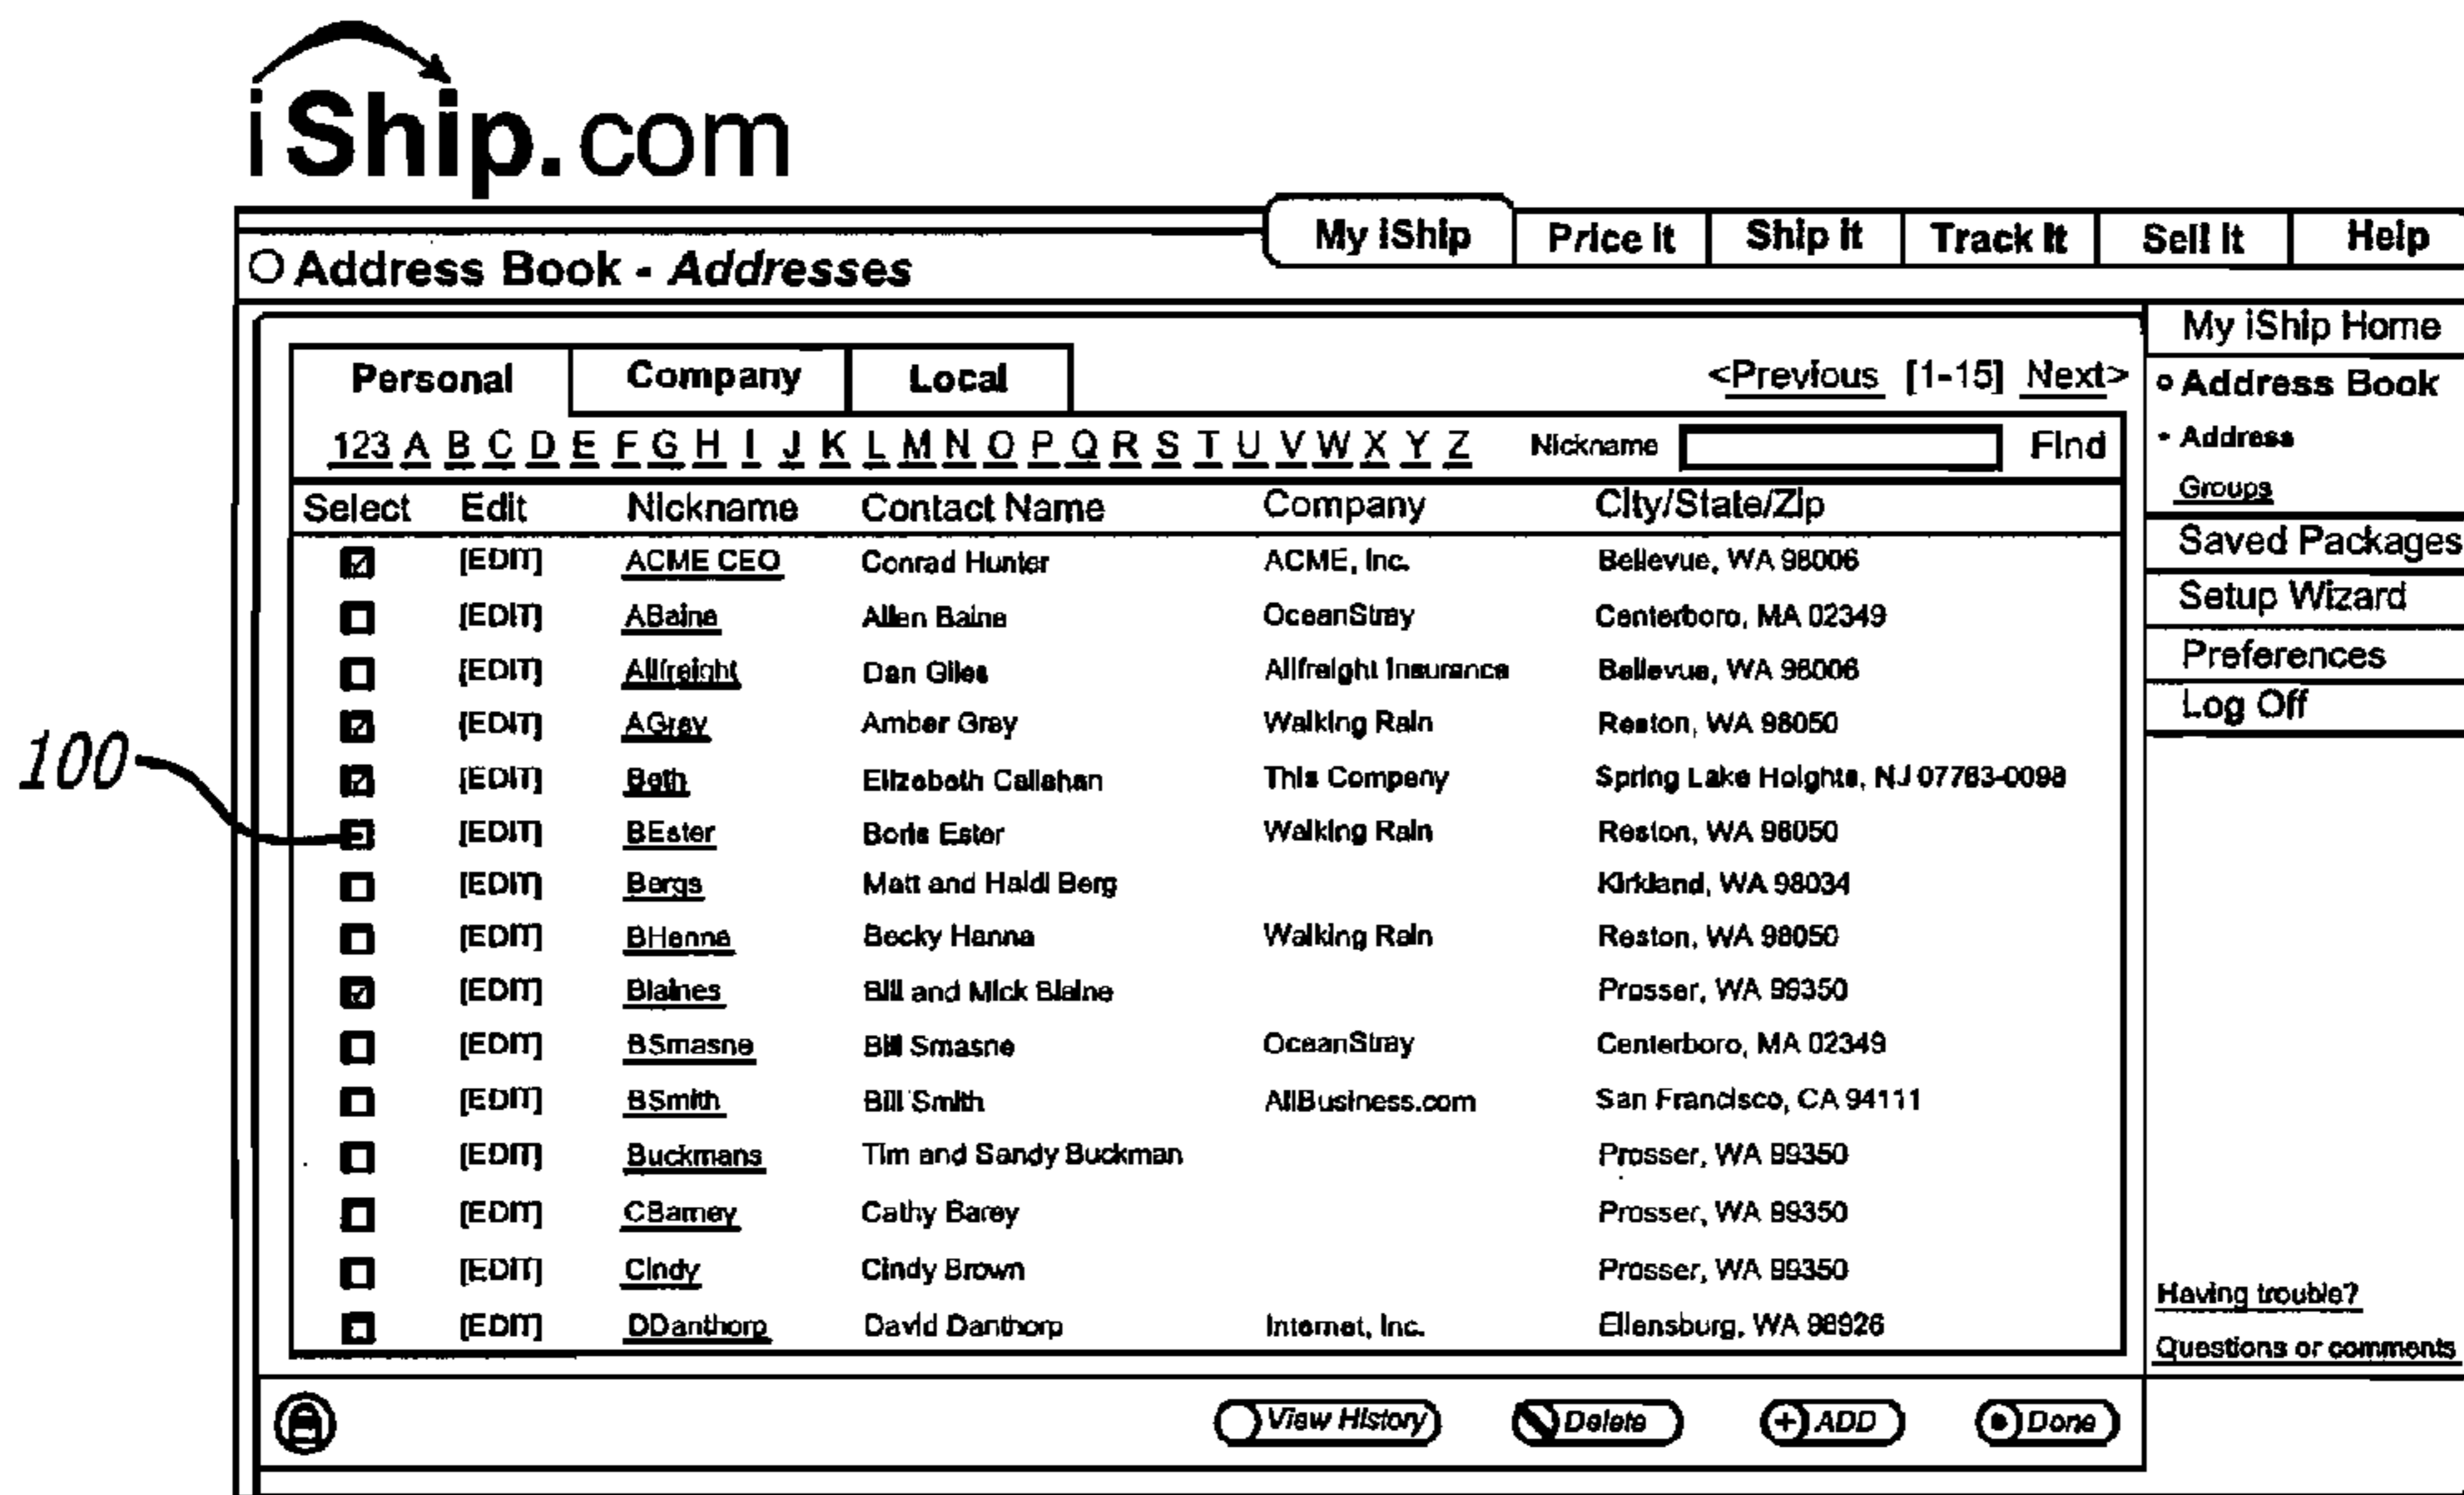 iShip.com
My iShip Price It Ship It Track It Sell It Help
Address Book - Addresses
My iShip Home
Personal Company Local <Previous [1-15] Next>
Address Book
123 A B C D E F G H I J K L M N O P Q R S T U V W X Y Z Nickname Find
- Address
Groups
Select Edit Nickname Contact Name Company City/State/Zip
Saved Packages
[EDIT] ACME CEO Conrad Hunter ACME, Inc. Bellevue, WA 98006
Setup Wizard
[EDIT] ABaine Allen Baine OceanStray Centerboro, MA 02349
Preferences
[EDIT] Allfreight Dan Giles Allfreight Insurance Bellevue, WA 98006
Log Off
[EDIT] AGray Amber Gray Walking Rain Reston, WA 98050
100
[EDIT] Beth Elizabeth Callahan This Company Spring Lake Heights, NJ 07763-0098
[EDIT] BEster Boris Ester Walking Rain Reston, WA 98050
[EDIT] Bergs Matt and Haidi Berg Kirkland, WA 98034
[EDIT] BHanna Becky Hanna Walking Rain Reston, WA 98050
[EDIT] Blaines Bill and Mick Blaine Prosser, WA 99350
[EDIT] BSmasne Bill Smasne OceanStray Centerboro, MA 02349
[EDIT] BSmith Bill Smith AllBusiness.com San Francisco, CA 94111
[EDIT] Buckmans Tim and Sandy Buckman Prosser, WA 99350
[EDIT] CBarney Cathy Barey Prosser, WA 99350
[EDIT] Cindy Cindy Brown Prosser, WA 99350
Having trouble?
[EDIT] DDanthorp David Danthorp Internet, Inc. Ellensburg, WA 98926
Questions or comments
View History Delete ADD Done